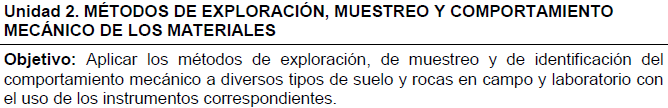 Unidad 2. MÉTODOS DE EXPLORACIÓN, MUESTREO Y COMPORTAMIENTO
MECÁNICO DE LOS MATERIALES
Objetivo: Aplicar los métodos de exploración, de muestreo y de identificación del
comportamiento mecánico a diversos tipos de suelo y rocas en campo y laboratorio con
el uso de los instrumentos correspondientes.